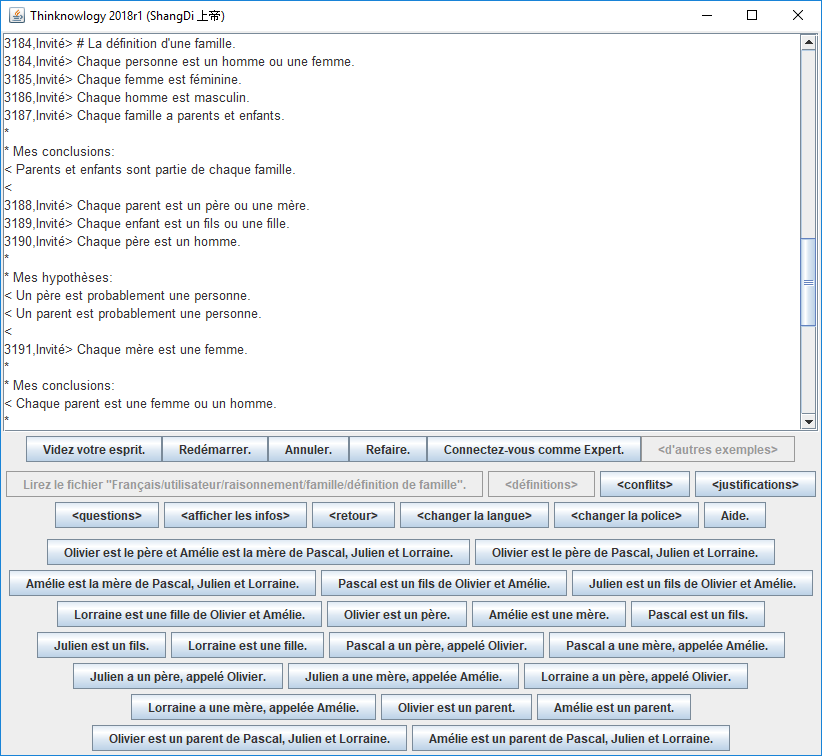 Thinknowlogy 2018r1 (ShangDi 上帝)
3184,Invité> # La définition d'une famille.
3184,Invité> Chaque personne est un homme ou une femme.
3185,Invité> Chaque femme est féminine.
3186,Invité> Chaque homme est masculin.
3187,Invité> Chaque famille a parents et enfants.
*
* Mes conclusions:
< Parents et enfants sont partie de chaque famille.
<
3188,Invité> Chaque parent est un père ou une mère.
3189,Invité> Chaque enfant est un fils ou une fille.
3190,Invité> Chaque père est un homme.
*
* Mes hypothèses:
< Un père est probablement une personne.
< Un parent est probablement une personne.
<
3191,Invité> Chaque mère est une femme.
*
* Mes conclusions:
< Chaque parent est une femme ou un homme.
*
Videz votre esprit. Redémarrer. Annuler. Refaire. Connectez-vous comme Expert. <d'autres exemples>
Lirez le fichier "Français/utilisateur/raisonnement/famille/définition de famille". <définitions> <conflits> <justifications>
<questions> <afficher les infos> <retour> <changer la langue> <changer la police> Aide.
Olivier est le père et Amélie est la mère de Pascal, Julien et Lorraine. Olivier est le père de Pascal, Julien et Lorraine.
Amélie est la mère de Pascal, Julien et Lorraine. Pascal est un fils de Olivier et Amélie. Julien est un fils de Olivier et Amélie.
Lorraine est une fille de Olivier et Amélie. Olivier est un père. Amélie est une mère. Pascal est un fils.
Julien est un fils. Lorraine est une fille. Pascal a un père, appelé Olivier. Pascal a une mère, appelée Amélie.
Julien a un père, appelé Olivier. Julien a une mère, appelée Amélie. Lorraine a un père, appelé Olivier.
Lorraine a une mère, appelée Amélie. Olivier est un parent. Amélie est un parent.
Olivier est un parent de Pascal, Julien et Lorraine. Amélie est un parent de Pascal, Julien et Lorraine.